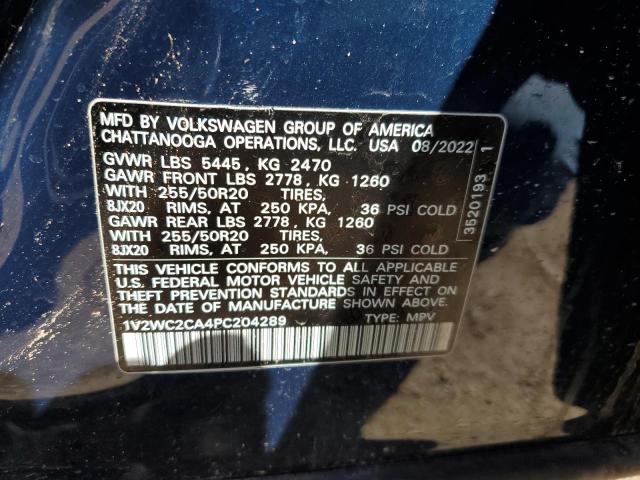 MFD BY VOLKSWAGEN GROUP OF AMERICA
CHATTANOOGA OPERATIONS, LLC. USA 08/2022
GVWR LBS 5445, KG 2470
GAWR FRONT LBS 2778, KG 1260
WITH 255/50R20 TIRES,
8JX20 RIMS, AT 250 KPA, 36 PSI COLD
GAWR REAR LBS 2778, KG 1260
WITH 255/50R20 TIRES,
8JX20 RIMS, AT 250 KPA, 36 PSI COLD
THIS VEHICLE CONFORMS TO ALL APPLICABLE
U.S. FEDERAL MOTOR VEHICLE SAFETY AND
THEFT PREVENTION STANDARDS IN EFFECT ON THE
DATE OF MANUFACTURE SHOWN ABOVE.
1V2WC2CA4PC204289 TYPE: MPV
3520193 1